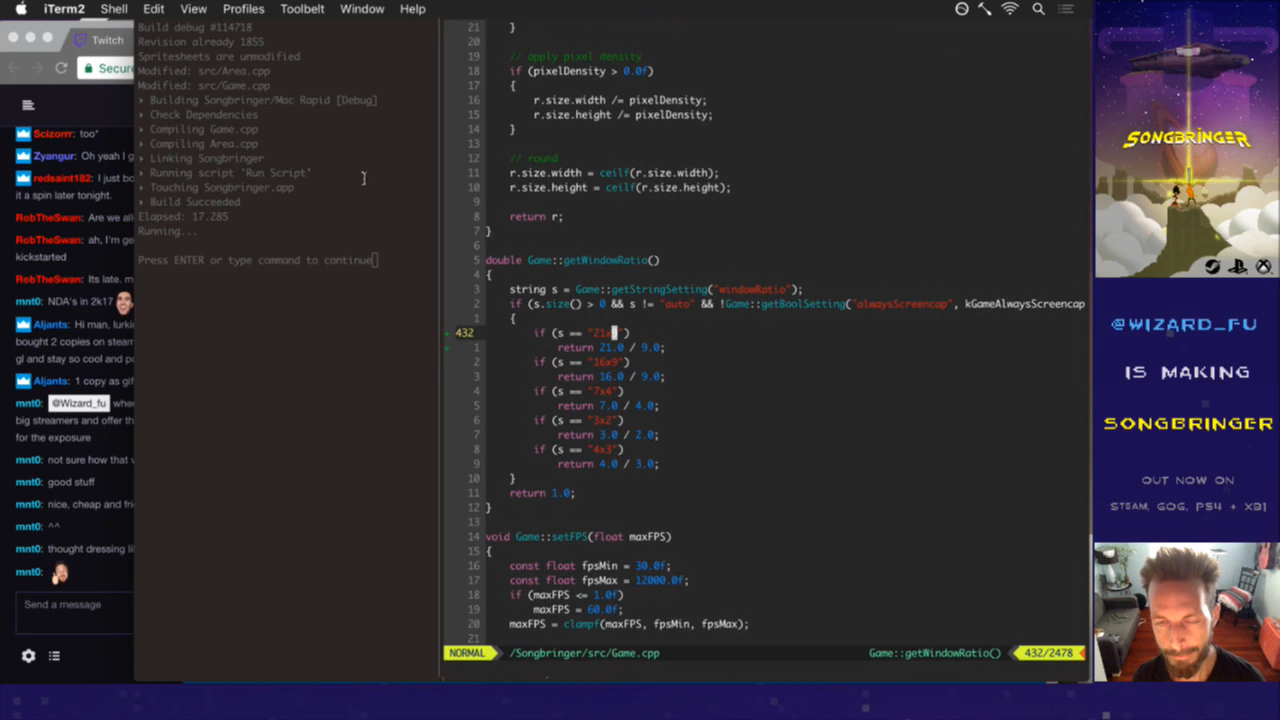 iTerm2 Shell Edit View Profiles Toolbelt Window Help
Twitch
Secure
Scizorrr: too*
Zyangur: Oh yeah I g
redsaint182: I just bo
it a spin later tonight.
RobTheSwan: Are we all
RobTheSwan: ah, I'm ge
kickstarted
RobTheSwan: Its late. m
mnt0: NDA's in 2k17
Aljants: Hi man, lurki
bought 2 copies on steam
gl and stay so cool and p
Aljants: 1 copy as gif
mnt0: @Wizard_fu whe
big streamers and offer th
for the exposure
mnt0: not sure how that v
mnt0: good stuff
mnt0: nice, cheap and frie
mnt0: ^^
mnt0: thought dressing li
mnt0:
Send a message
Build debug #114718
Revision already 1855
Spritesheets are unmodified
Modified: src/Area.cpp
Modified: src/Game.cpp
Building Songbringer/Mac Rapid [Debug]
Check Dependencies
Compiling Game.cpp
Compiling Area.cpp
Linking Songbringer
Running script 'Run Script'
Touching Songbringer.app
Build Succeeded
Elapsed: 17.285
Running...
Press ENTER or type command to continue
21 }
20
19 // apply pixel density
18 if (pixelDensity > 0.0f)
17 {
16 r.size.width /= pixelDensity;
15 r.size.height /= pixelDensity;
14 }
13
12 // round
11 r.size.width = ceilf(r.size.width);
10 r.size.height = ceilf(r.size.height);
9
8 return r;
7 }
6
5 double Game::getWindowRatio()
4 {
3 string s = Game::getStringSetting("windowRatio");
2 if (s.size() > 0 && s != "auto" && !Game::getBoolSetting("alwaysScreencap", kGameAlwaysScreencap
1 {
432 if (s == "21x9")
1 return 21.0 / 9.0;
2 if (s == "16x9")
3 return 16.0 / 9.0;
4 if (s == "7x4")
5 return 7.0 / 4.0;
6 if (s == "3x2")
7 return 3.0 / 2.0;
8 if (s == "4x3")
9 return 4.0 / 3.0;
10 }
11 return 1.0;
12 }
13
14 void Game::setFPS(float maxFPS)
15 {
16 const float fpsMin = 30.0f;
17 const float fpsMax = 12000.0f;
18 if (maxFPS <= 1.0f)
19 maxFPS = 60.0f;
20 maxFPS = clampf(maxFPS, fpsMin, fpsMax);
21
NORMAL /Songbringer/src/Game.cpp Game::getWindowRatio() 432/2478
SONGBRINGER
@WIZARD_FU
IS MAKING
SONGBRINGER
OUT NOW ON
STEAM, GOG, PS4 + XB1